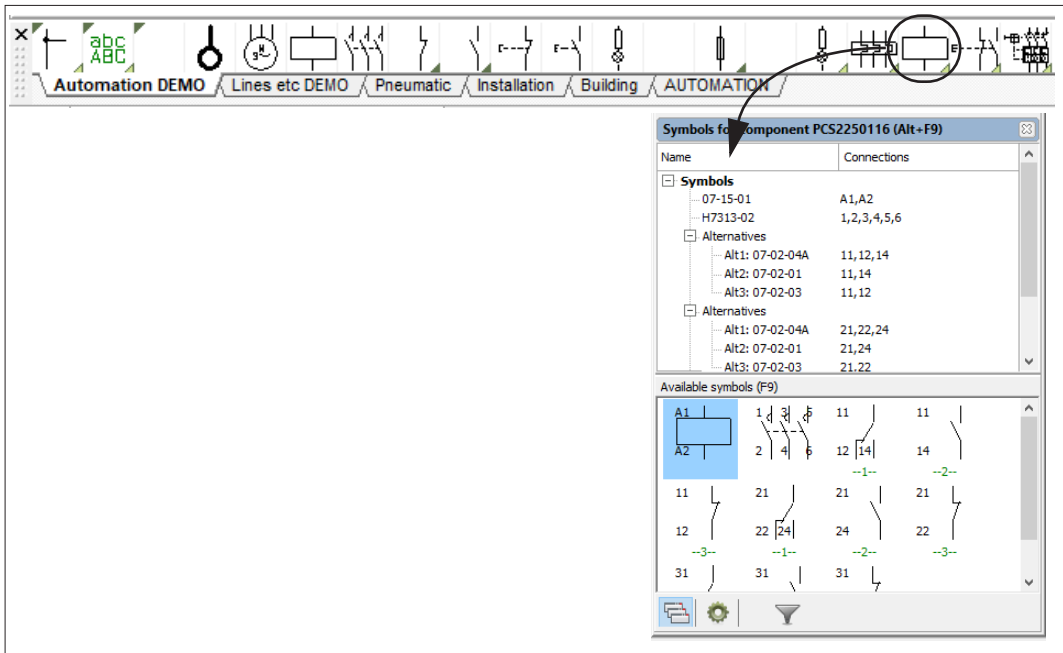 abc
ABC
Automation DEMO
Lines etc DEMO
Pneumatic
Installation
Building
AUTOMATION
Symbols for component PCS2250116 (Alt+F9)
Name Connections
Symbols
07-15-01 A1,A2
H7313-02 1,2,3,4,5,6
Alternatives
Alt1: 07-02-04A 11,12,14
Alt2: 07-02-01 11,14
Alt3: 07-02-03 11,12
Alternatives
Alt1: 07-02-04A 21,22,24
Alt2: 07-02-01 21,24
Alt3: 07-02-03 21,22
Available symbols (F9)
A1 1 3 5 11 11
A2 2 4 6 12 14 14
--1-- --2--
11 21 21 21
12 22 24 24 22
--3-- --1-- --2-- --3--
31 31 31